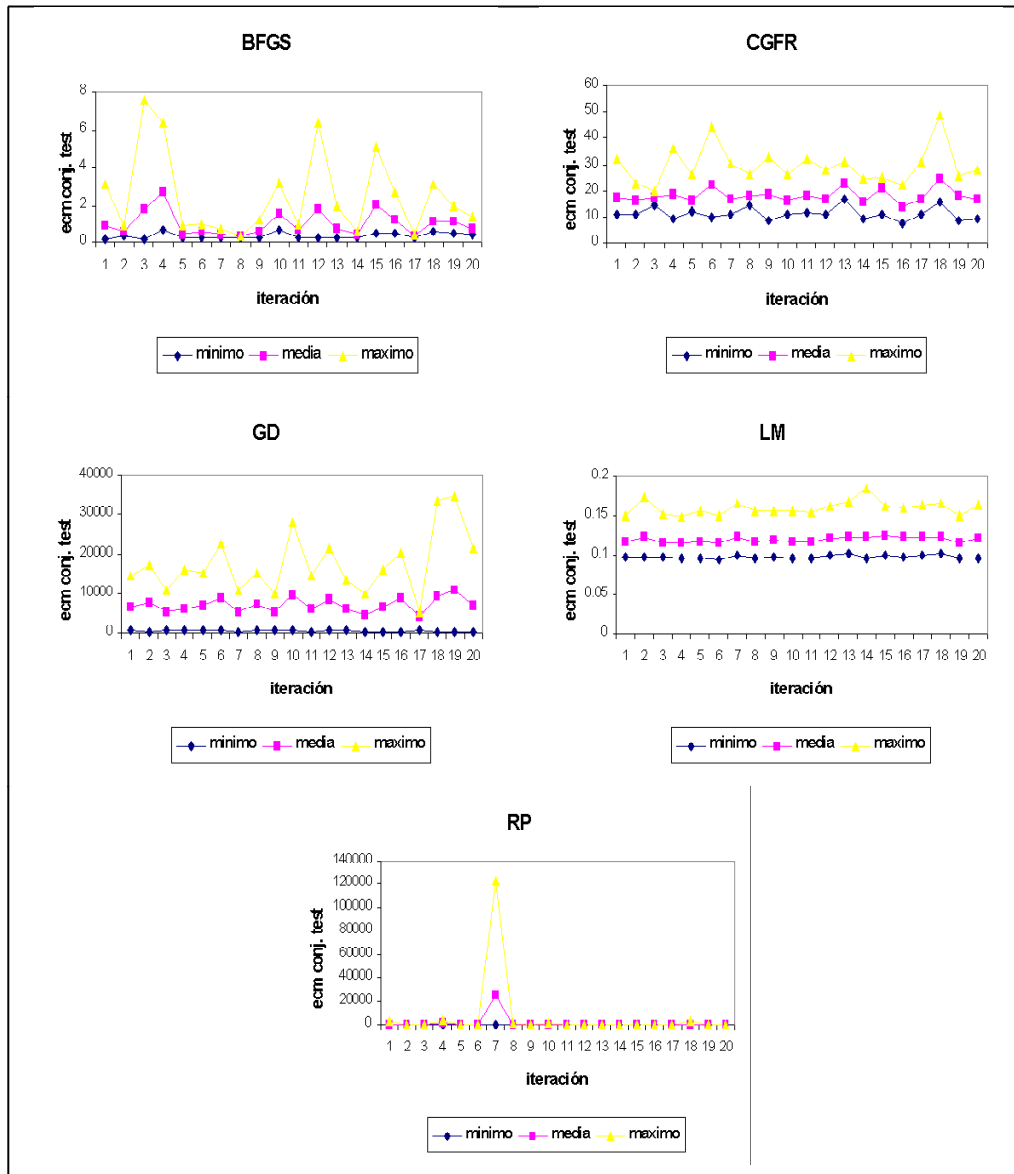 BFGS
8
6
4
2
0
ecm conj. test
1 2 3 4 5 6 7 8 9 10 11 12 13 14 15 16 17 18 19 20
iteración
minimo media maximo
CGFR
60
50
40
30
20
10
0
ecm conj. test
1 2 3 4 5 6 7 8 9 10 11 12 13 14 15 16 17 18 19 20
iteración
minimo media maximo
GD
40000
30000
20000
10000
0
ecm conj. test
1 2 3 4 5 6 7 8 9 10 11 12 13 14 15 16 17 18 19 20
iteración
minimo media maximo
LM
0.2
0.15
0.1
0.05
0
ecm conj. test
1 2 3 4 5 6 7 8 9 10 11 12 13 14 15 16 17 18 19 20
iteración
minimo media maximo
RP
140000
120000
100000
80000
60000
40000
20000
0
ecm conj. test
1 2 3 4 5 6 7 8 9 10 11 12 13 14 15 16 17 18 19 20
iteración
minimo media maximo